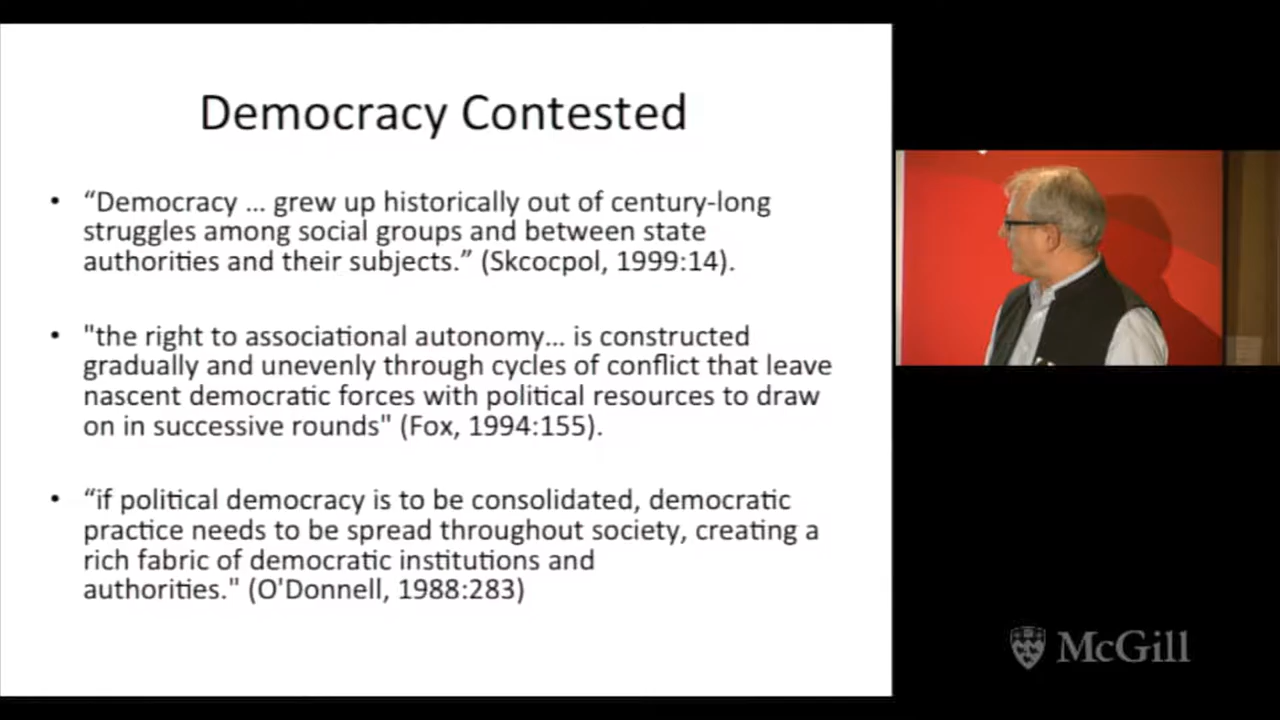 Democracy Contested
• “Democracy ... grew up historically out of century-long
struggles among social groups and between state
authorities and their subjects.” (Skcocpol, 1999:14).
• "the right to associational autonomy... is constructed
gradually and unevenly through cycles of conflict that leave
nascent democratic forces with political resources to draw
on in successive rounds" (Fox, 1994:155).
• “if political democracy is to be consolidated, democratic
practice needs to be spread throughout society, creating a
rich fabric of democratic institutions and
authorities." (O'Donnell, 1988:283)
McGill